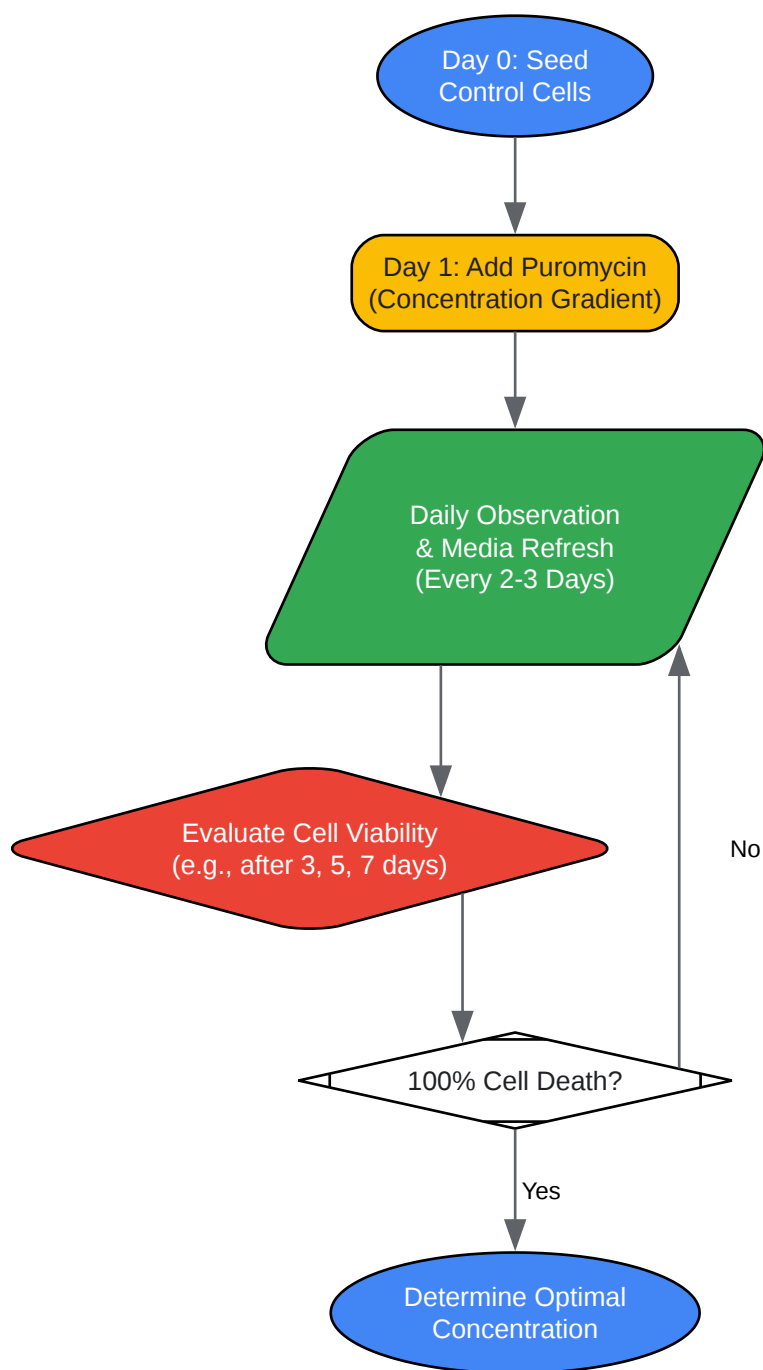 Day 0: Seed
Control Cells
Day 1: Add Puromycin
(Concentration Gradient)
Daily Observation
& Media Refresh
(Every 2-3 Days)
Evaluate Cell Viability
(e.g., after 3, 5, 7 days)
No
100% Cell Death?
Yes
Determine Optimal
Concentration